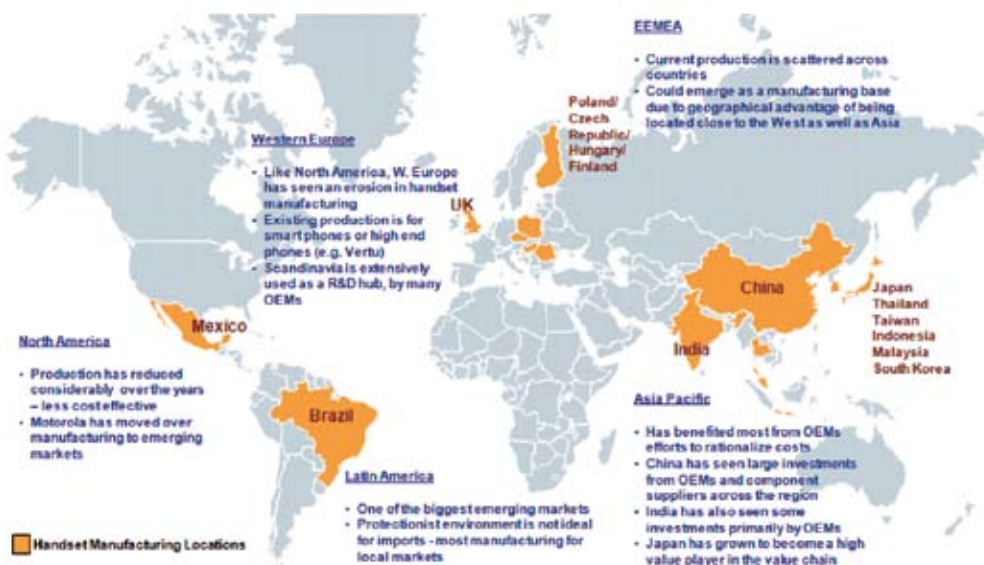 EEMEA
• Current production is scattered across
countries
• Could emerge as a manufacturing base
due to geographical advantage of being
located close to the West as well as Asia
Poland/
Czech
Republic/
Hungary/
Finland
Western Europe
• Like North America, W. Europe
has seen an erosion in handset
manufacturing
• Existing production is for
smart phones or high end
phones (e.g. Vertu)
• Scandinavia is extensively
used as a R&D hub, by many
OEMs
UK
China
India
Japan
Thailand
Taiwan
Indonesia
Malaysia
South Korea
Mexico
North America
• Production has reduced
considerably over the years
– less cost effective
• Motorola has moved over
manufacturing to emerging
markets
Brazil
Latin America
• One of the biggest emerging markets
• Protectionist environment is not ideal
for imports - most manufacturing for
local markets
Asia Pacific
• Has benefited most from OEMs
efforts to rationalize costs
• China has seen large investments
from OEMs and component
suppliers across the region
• India has also seen some
investments primarily by OEMs
• Japan has grown to become a high
value player in the value chain
Handset Manufacturing Locations